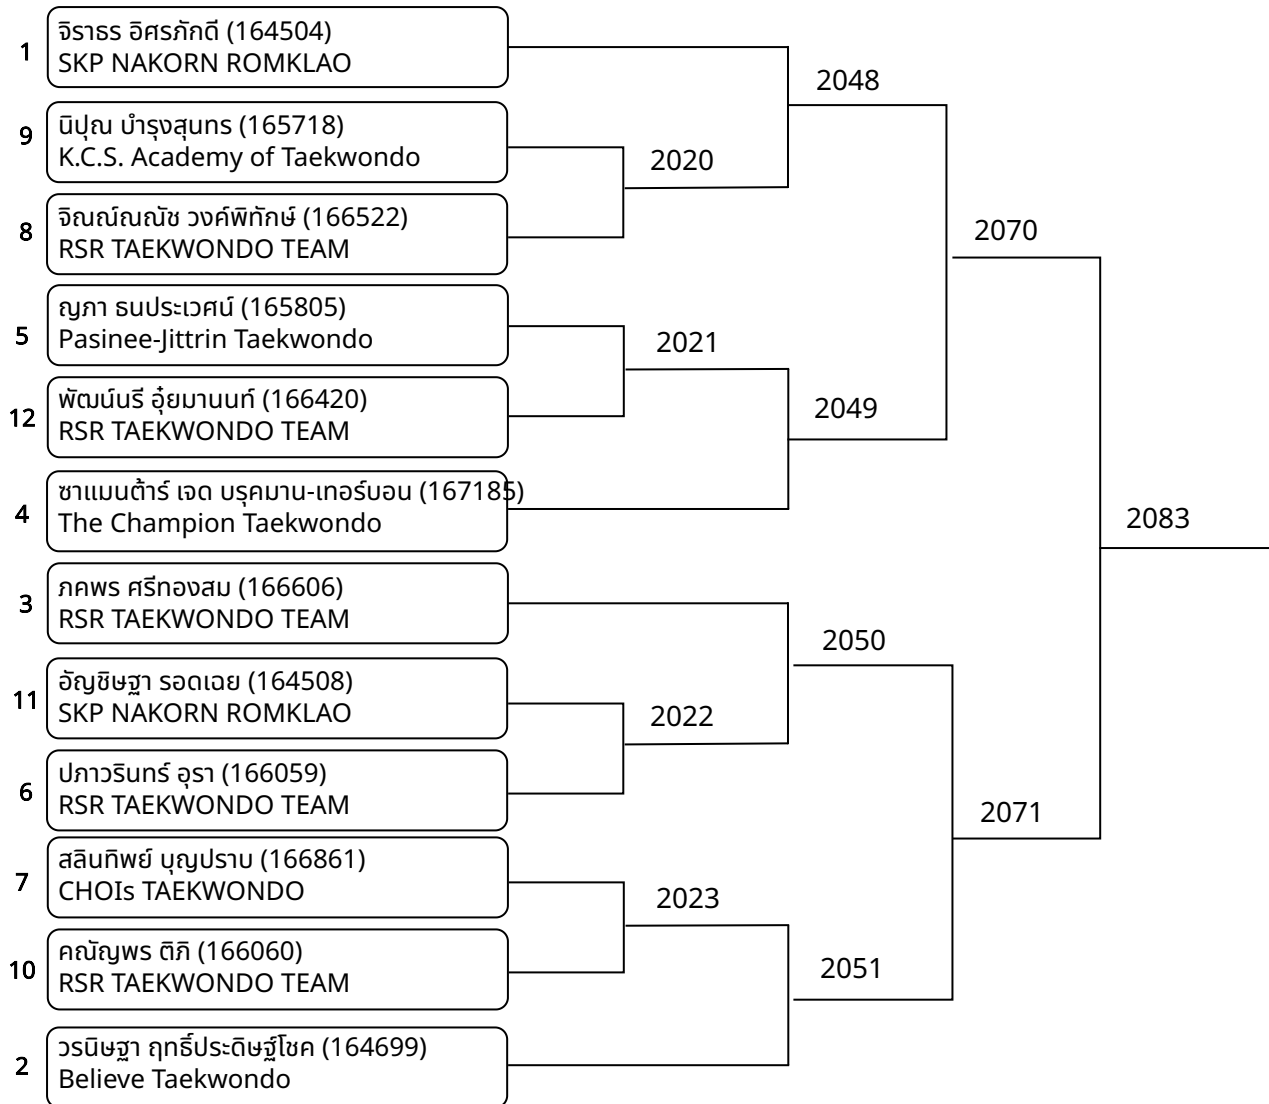 1
จิราธร อิศรภักดี (164504)
SKP NAKORN ROMKLAO
9
นิปุณ บำรุงสุนทร (165718)
K.C.S. Academy of Taekwondo
8
จิณณ์ณณัช วงค์พิทักษ์ (166522)
RSR TAEKWONDO TEAM
5
ญภา ธนประเวศน์ (165805)
Pasinee-Jittrin Taekwondo
12
พัฒน์นรี อุ๋ยมานนท์ (166420)
RSR TAEKWONDO TEAM
4
ซาแมนต้าร์ เจด บรุคมาน-เทอร์บอน (167185)
The Champion Taekwondo
3
ภคพร ศรีทองสม (166606)
RSR TAEKWONDO TEAM
11
อัญชิษฐา รอดเฉย (164508)
SKP NAKORN ROMKLAO
6
ปภาวรินทร์ อุรา (166059)
RSR TAEKWONDO TEAM
7
สลินทิพย์ บุญปราบ (166861)
CHOIs TAEKWONDO
10
คณัญพร ติภิ (166060)
RSR TAEKWONDO TEAM
2
วรนิษฐา ฤทธิ์ประดิษฐ์โชค (164699)
Believe Taekwondo
2020
2021
2022
2023
2048
2049
2050
2051
2070
2071
2083